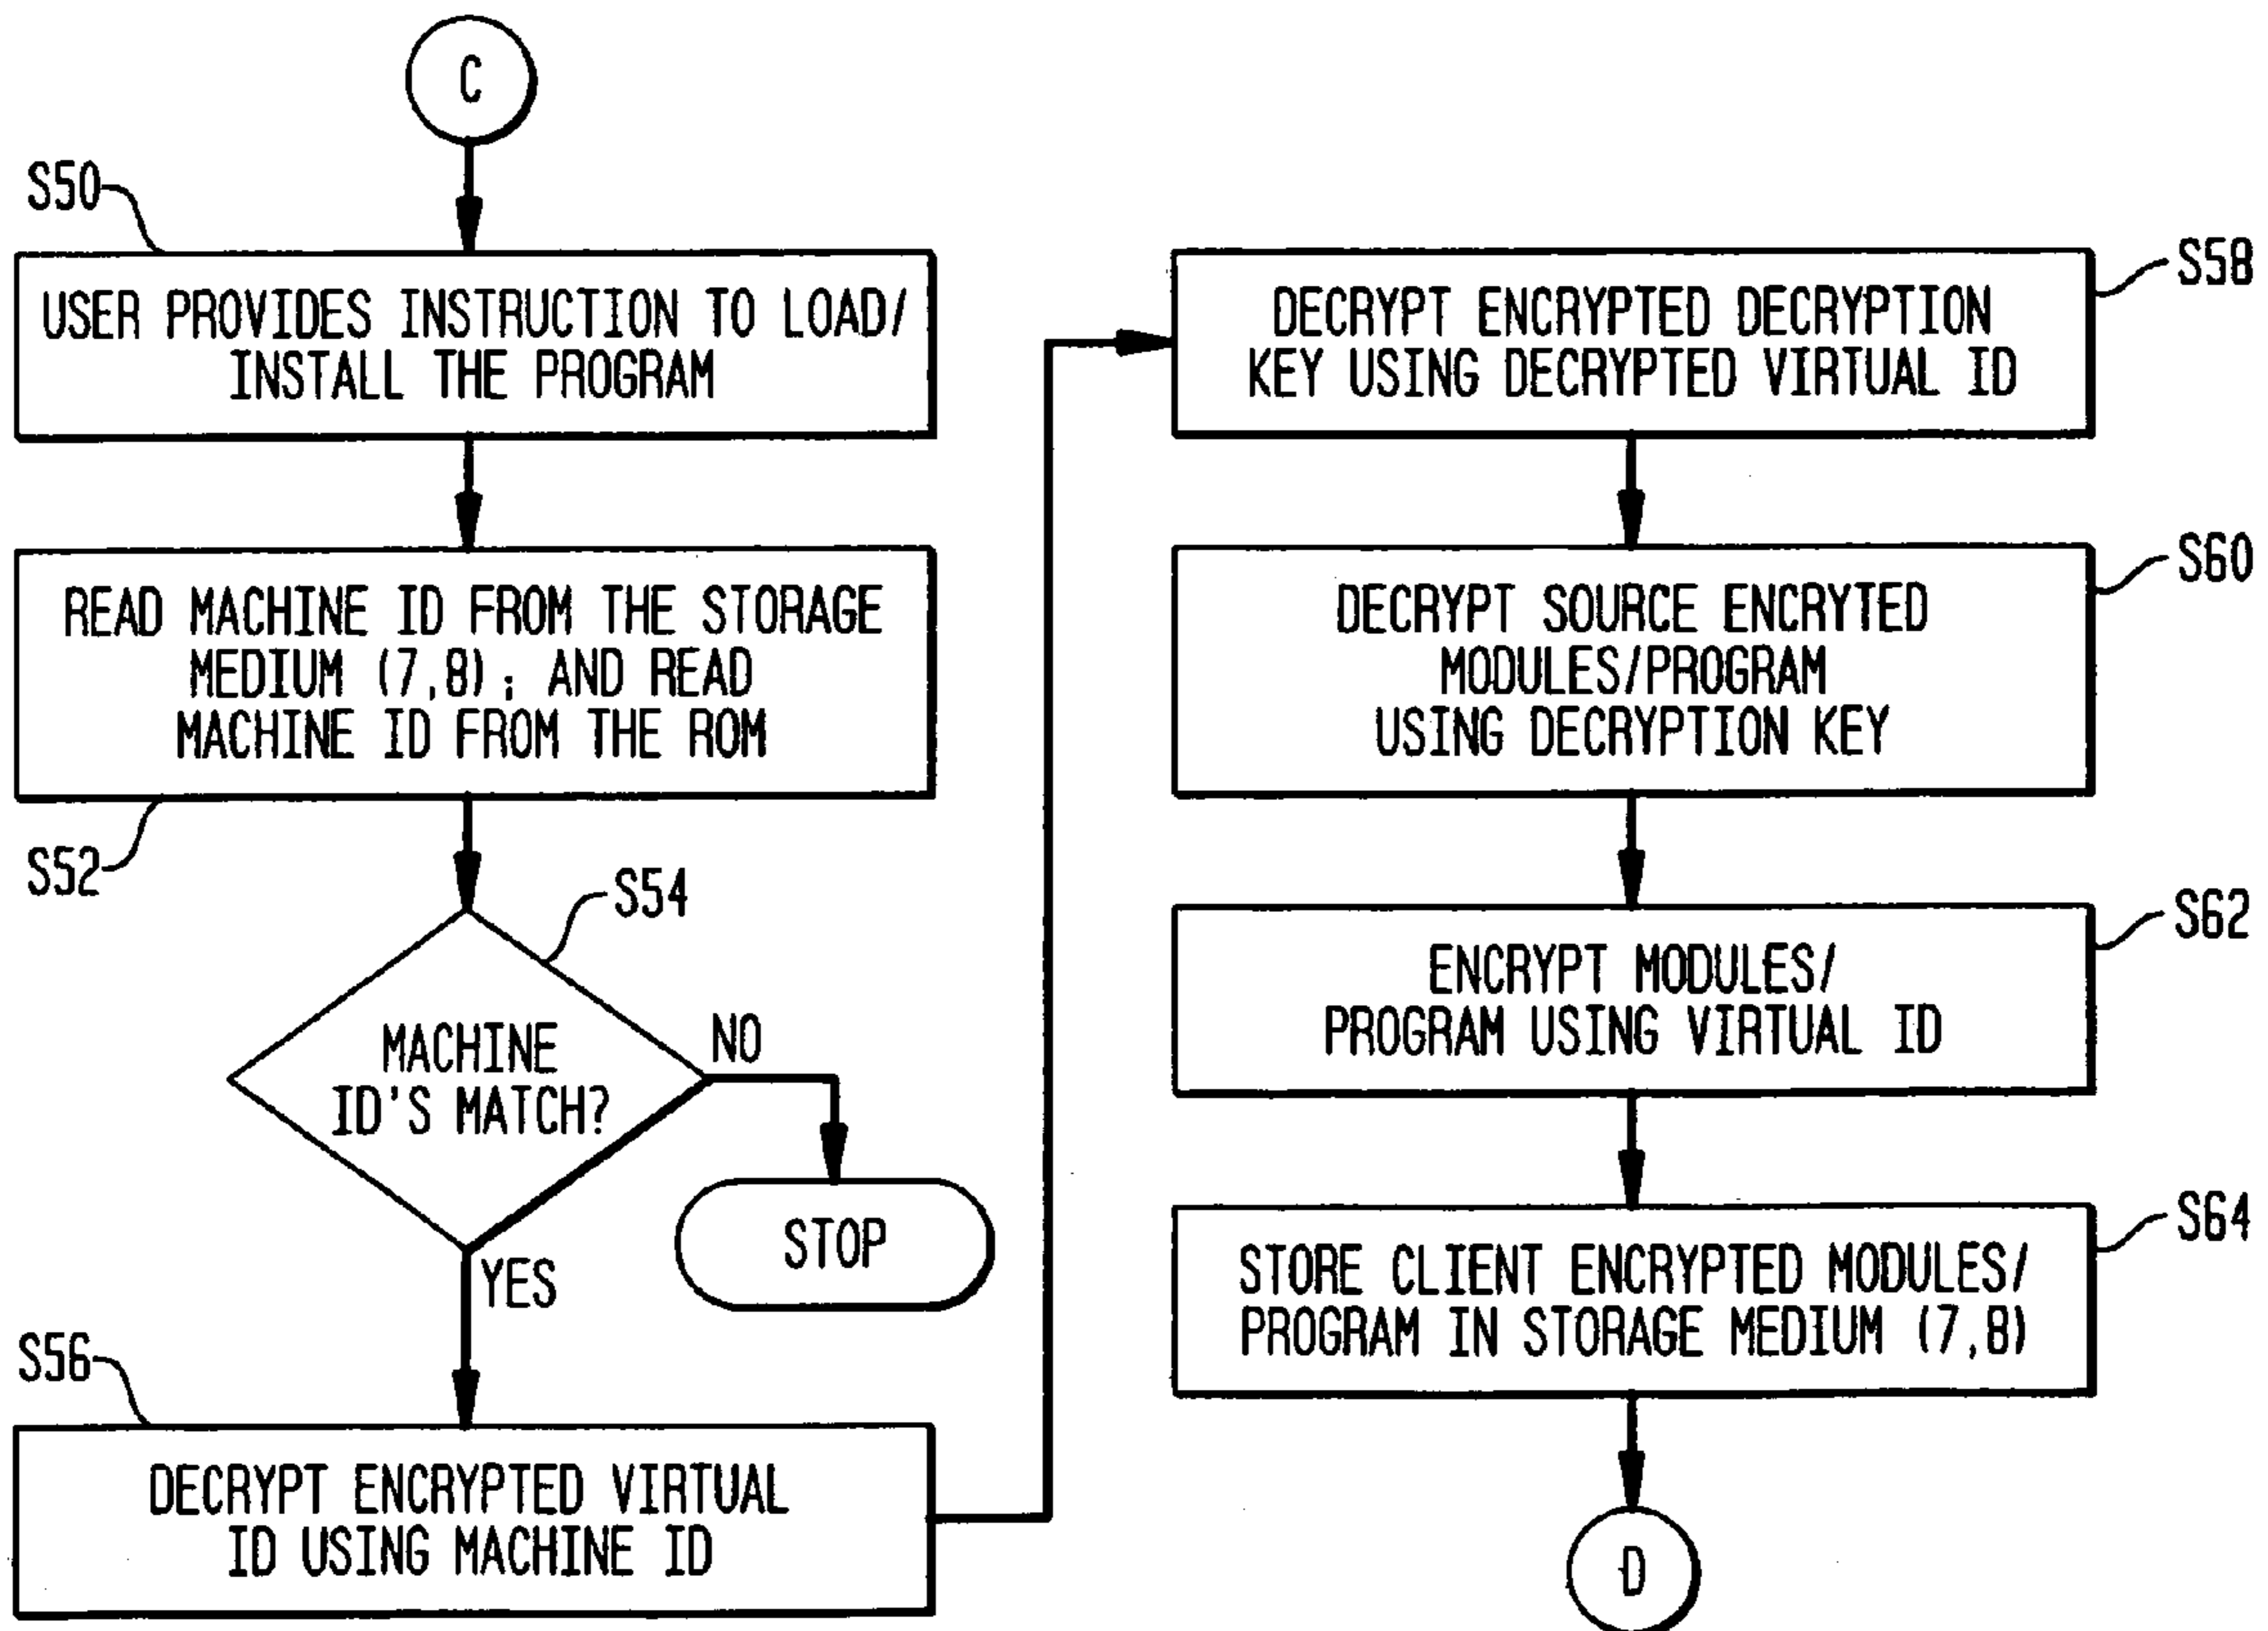 C
S50
USER PROVIDES INSTRUCTION TO LOAD/
INSTALL THE PROGRAM
READ MACHINE ID FROM THE STORAGE
MEDIUM (7,8); AND READ
MACHINE ID FROM THE ROM
S52
S54
MACHINE
ID'S MATCH?
NO
STOP
YES
S56
DECRYPT ENCRYPTED VIRTUAL
ID USING MACHINE ID
S58
DECRYPT ENCRYPTED DECRYPTION
KEY USING DECRYPTED VIRTUAL ID
S60
DECRYPT SOURCE ENCRYTED
MODULES/PROGRAM
USING DECRYPTION KEY
S62
ENCRYPT MODULES/
PROGRAM USING VIRTUAL ID
S64
STORE CLIENT ENCRYPTED MODULES/
PROGRAM IN STORAGE MEDIUM (7,8)
D